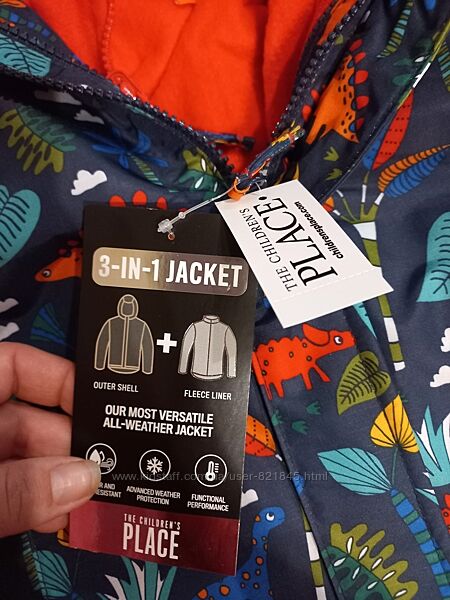 THE CHILDREN'S
PLACE.
childrensplace.com
3-IN-1 JACKET
+
OUTER SHELL
FLEECE LINER
OUR MOST VERSATILE
ALL-WEATHER JACKET
AND
ADVANCED WEATHER
PROTECTION
FUNCTIONAL
PERFORMANCE
THE CHILDREN'S
PLACE